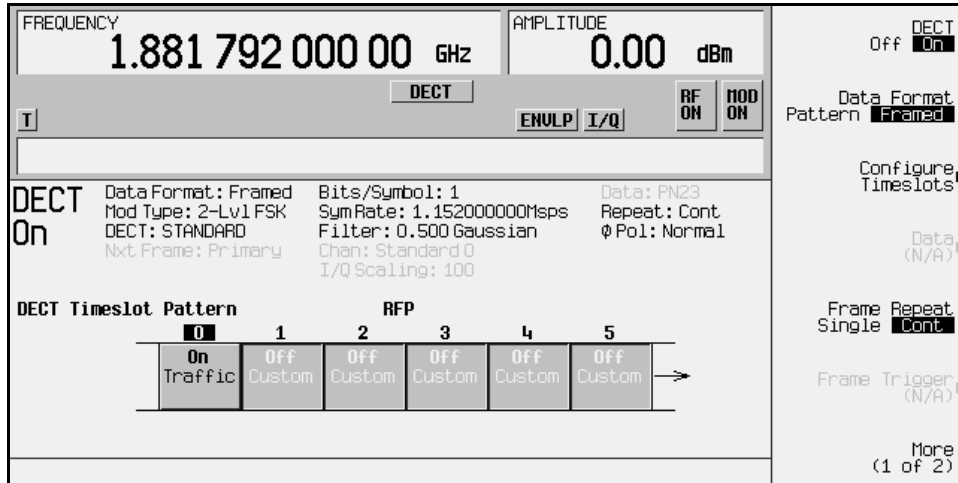 FREQUENCY
1.881 792 000 00 GHz
AMPLITUDE
0.00 dBm
DECT
T
ENVLP I/Q
RF ON
MOD ON
DECT
On
Data Format: Framed
Mod Type: 2-Lvl FSK
DECT: STANDARD
Nxt Frame: Primary
Bits/Symbol: 1
Sym Rate: 1.152000000Msps
Filter: 0.500 Gaussian
Chan: Standard 0
I/Q Scaling: 100
Data: PN23
Repeat: Cont
Φ Pol: Normal
DECT Timeslot Pattern RFP
0 1 2 3 4 5
On Off Off Off Off Off
Traffic Custom Custom Custom Custom Custom
DECT
Off On
Data Format
Pattern Framed
Configure
Timeslots
Data
(N/A)
Frame Repeat
Single Cont
Frame Trigger
(N/A)
More
(1 of 2)